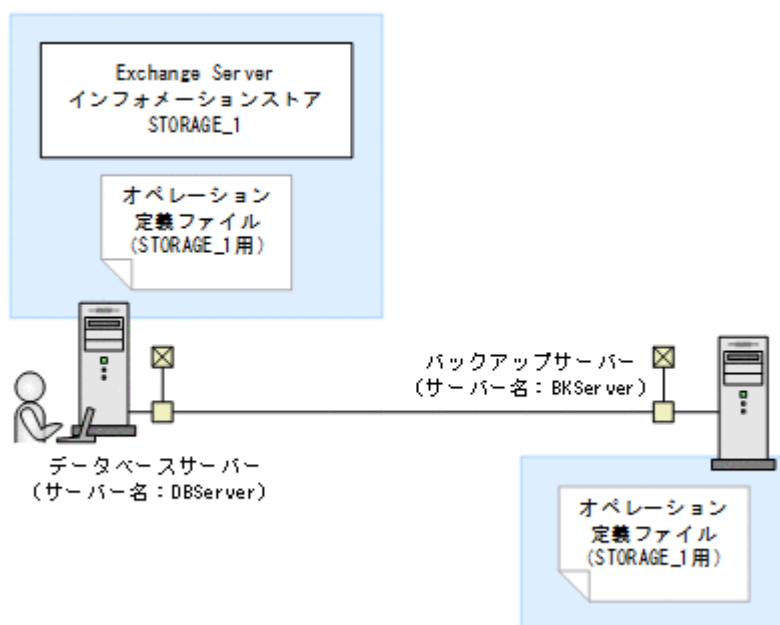 Exchange Server
インフォメーションストア
STORAGE_1
オペレーション
定義ファイル
(STORAGE_1用)
バックアップサーバー
(サーバー名：BKServer)
データベースサーバー
(サーバー名：DBServer)
オペレーション
定義ファイル
(STORAGE_1用)